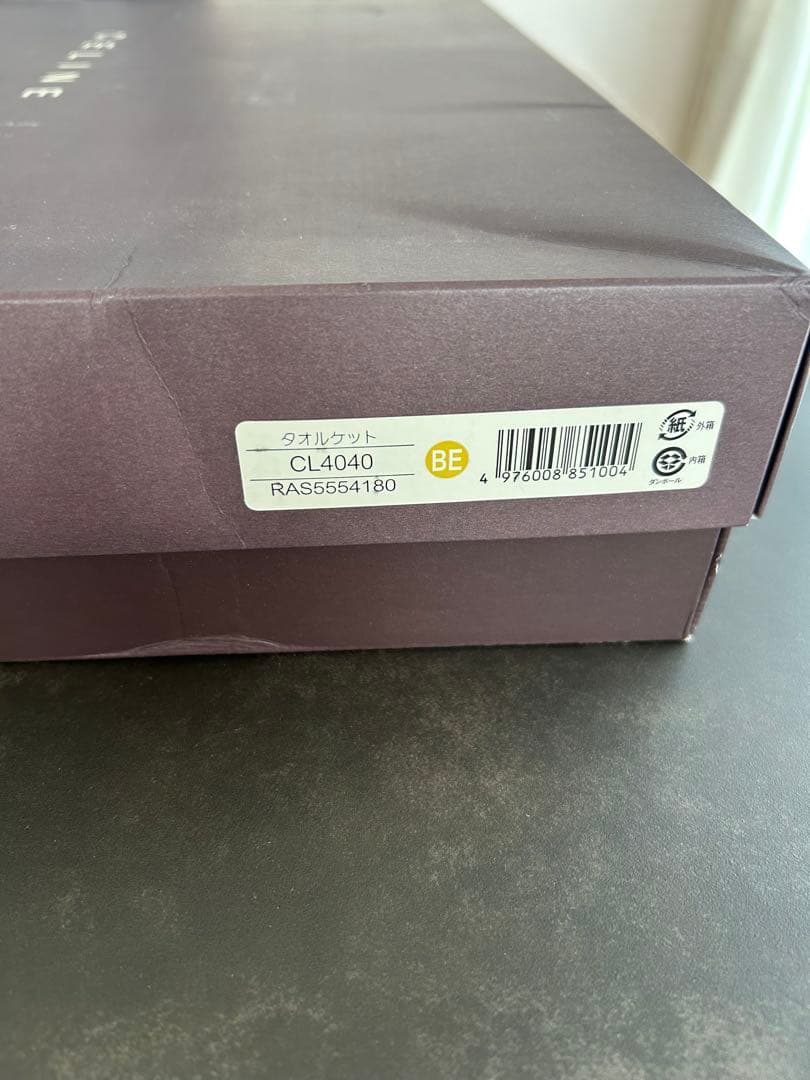 CELINE
タオルケット
CL4040
RAS5554180
BE
4 976008 851004
紙 外箱
内箱
ダンボール